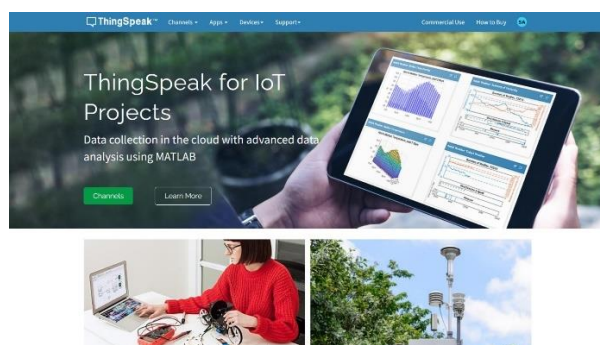 ThingSpeak™ Channels Apps Devices Support Commercial Use How to Buy
ThingSpeak for IoT
Projects
Data collection in the cloud with advanced data
analysis using MATLAB
Channels Learn More